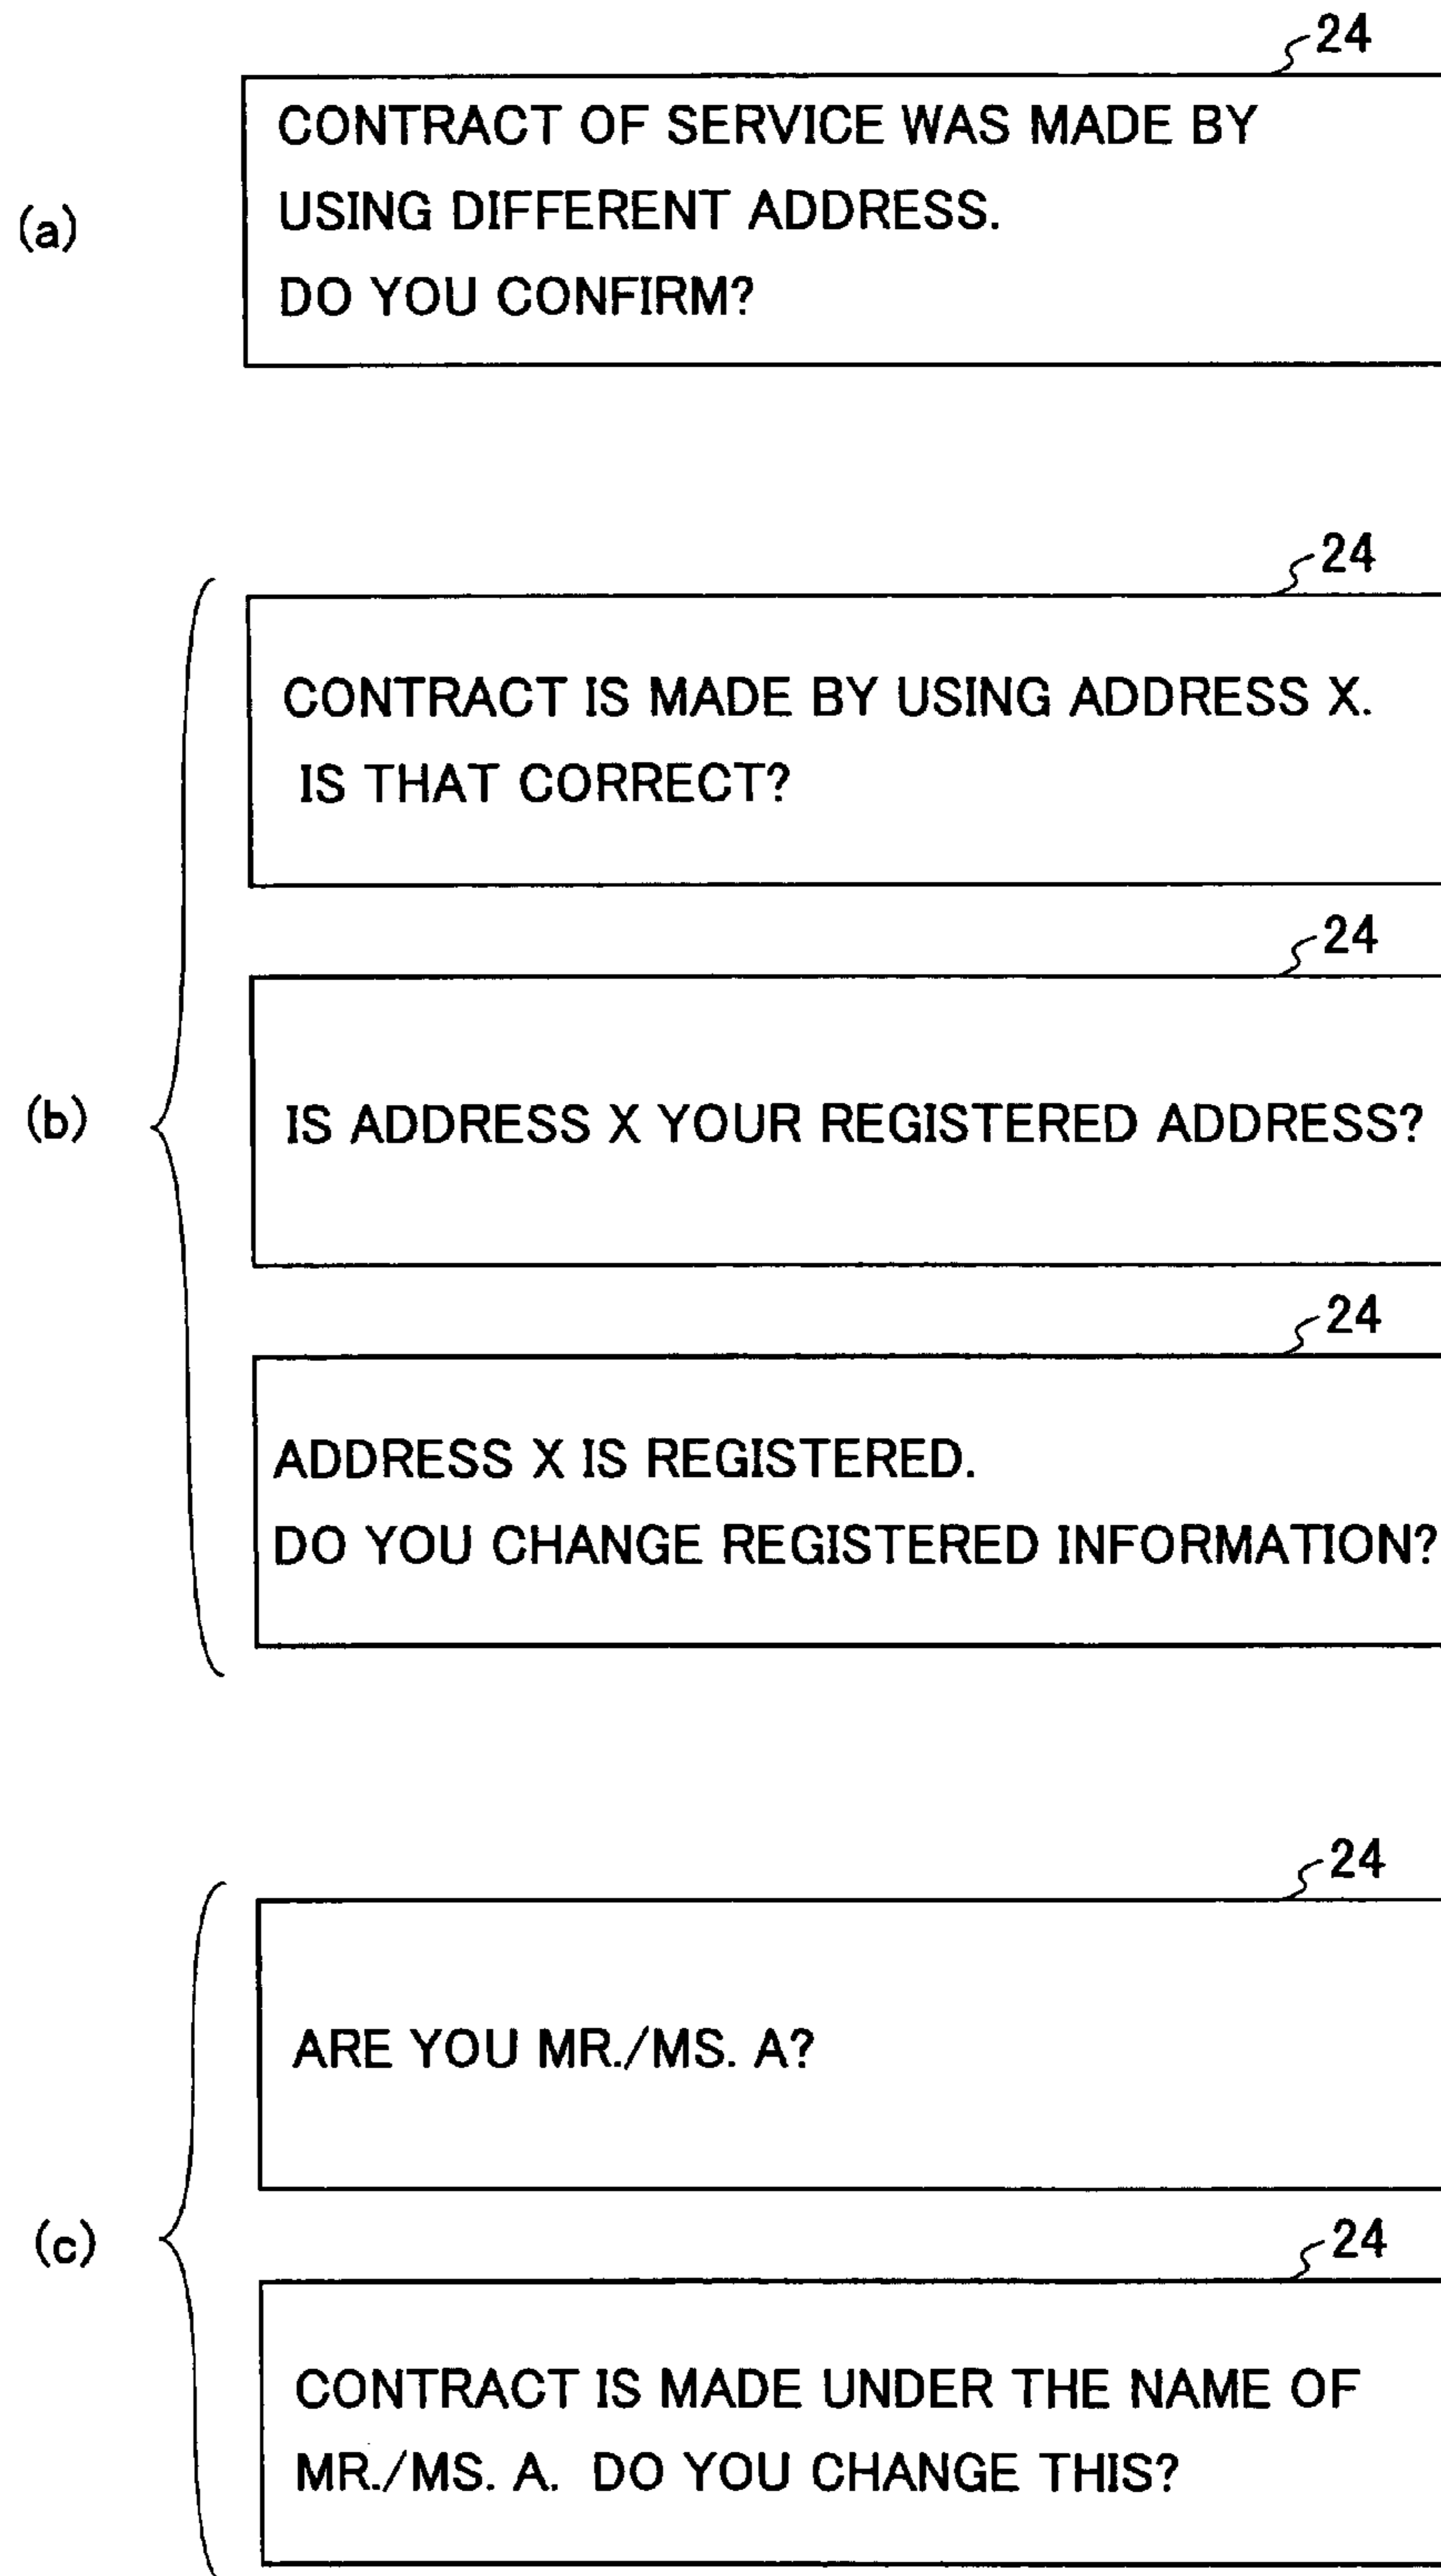 24
CONTRACT OF SERVICE WAS MADE BY
USING DIFFERENT ADDRESS.
DO YOU CONFIRM?
(a)
24
CONTRACT IS MADE BY USING ADDRESS X.
IS THAT CORRECT?
24
(b)
IS ADDRESS X YOUR REGISTERED ADDRESS?
24
ADDRESS X IS REGISTERED.
DO YOU CHANGE REGISTERED INFORMATION?
24
ARE YOU MR./MS. A?
(c)
24
CONTRACT IS MADE UNDER THE NAME OF
MR./MS. A. DO YOU CHANGE THIS?